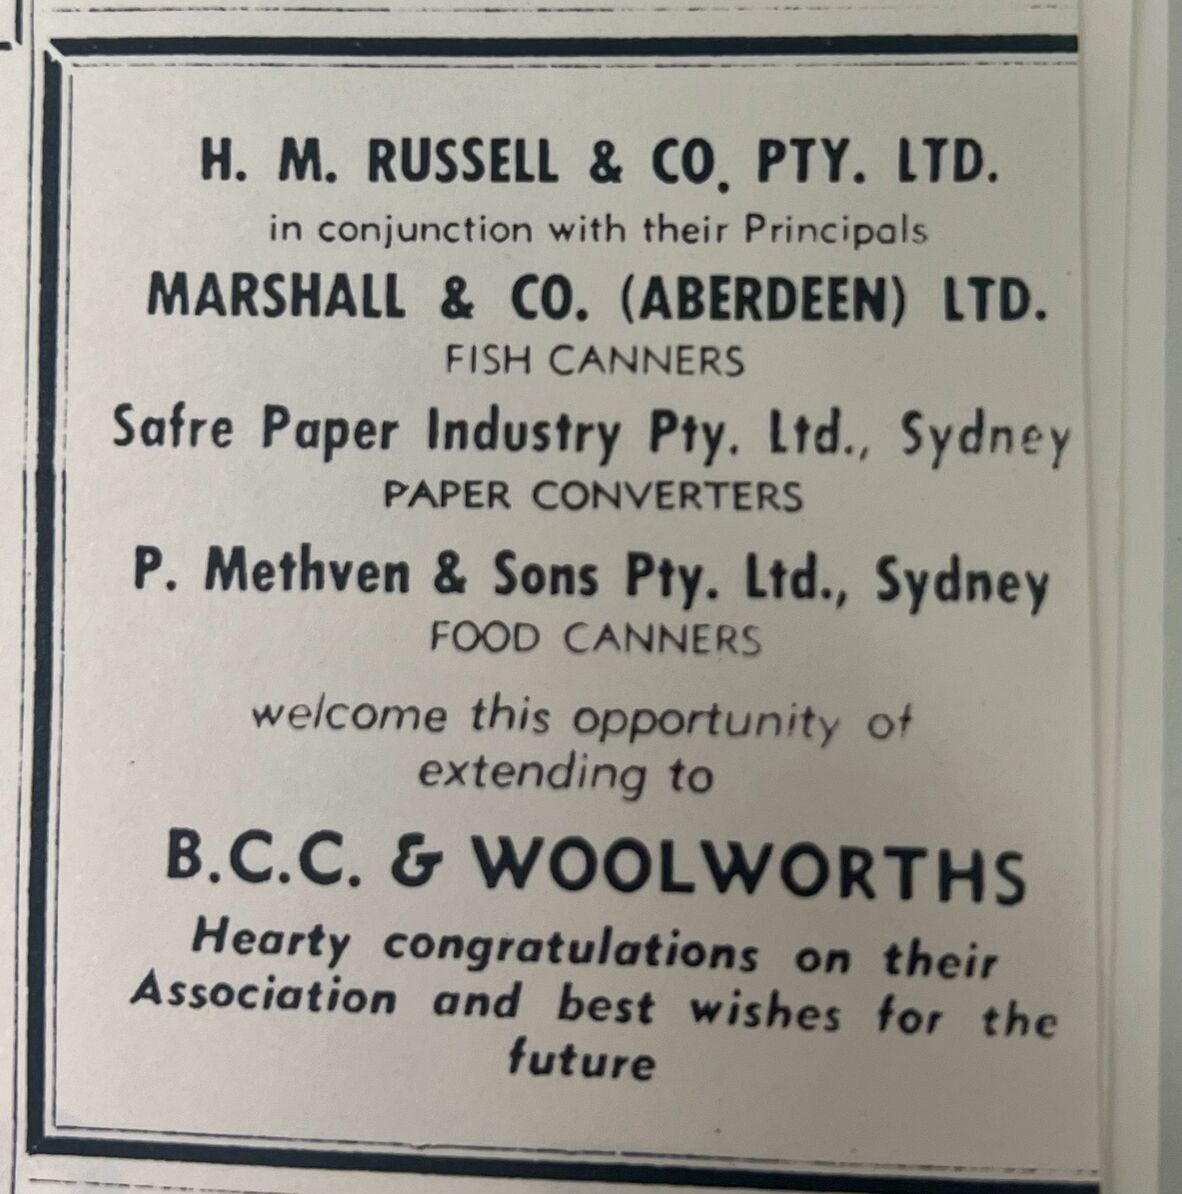 H. M. RUSSELL & CO. PTY. LTD.
in conjunction with their Principals
MARSHALL & CO. (ABERDEEN) LTD.
FISH CANNERS
Safre Paper Industry Pty. Ltd., Sydney
PAPER CONVERTERS
P. Methven & Sons Pty. Ltd., Sydney
FOOD CANNERS
welcome this opportunity of
extending to
B.C.C. & WOOLWORTHS
Hearty congratulations on their
Association and best wishes for the
future